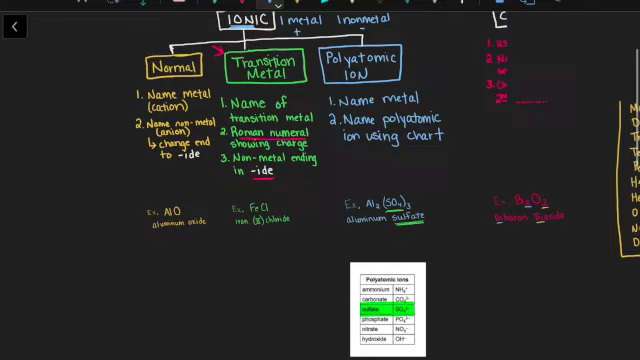 IONIC
1 metal
+
1 nonmetal
−
Normal
1. Name metal
(cation)
2. Name non-metal
(anion)
↳ change end
to -ide
Ex. AlO
aluminum oxide
Transition
Metal
1. Name of
transition metal
2. Roman numeral
showing charge
3. Non-metal ending
in -ide
Ex. FeCl
iron (I) chloride
Polyatomic
ION
1. Name metal
2. Name polyatomic
ion using chart
Ex. Al₂(SO₄)₃
aluminum sulfate
Polyatomic Ions
ammonium NH₄⁺
carbonate CO₃²⁻
sulfate SO₄²⁻
phosphate PO₄³⁻
nitrate NO₃⁻
hydroxide OH⁻
1.
2.
3.
Ex. B₂O₃
Diboron Trioxide